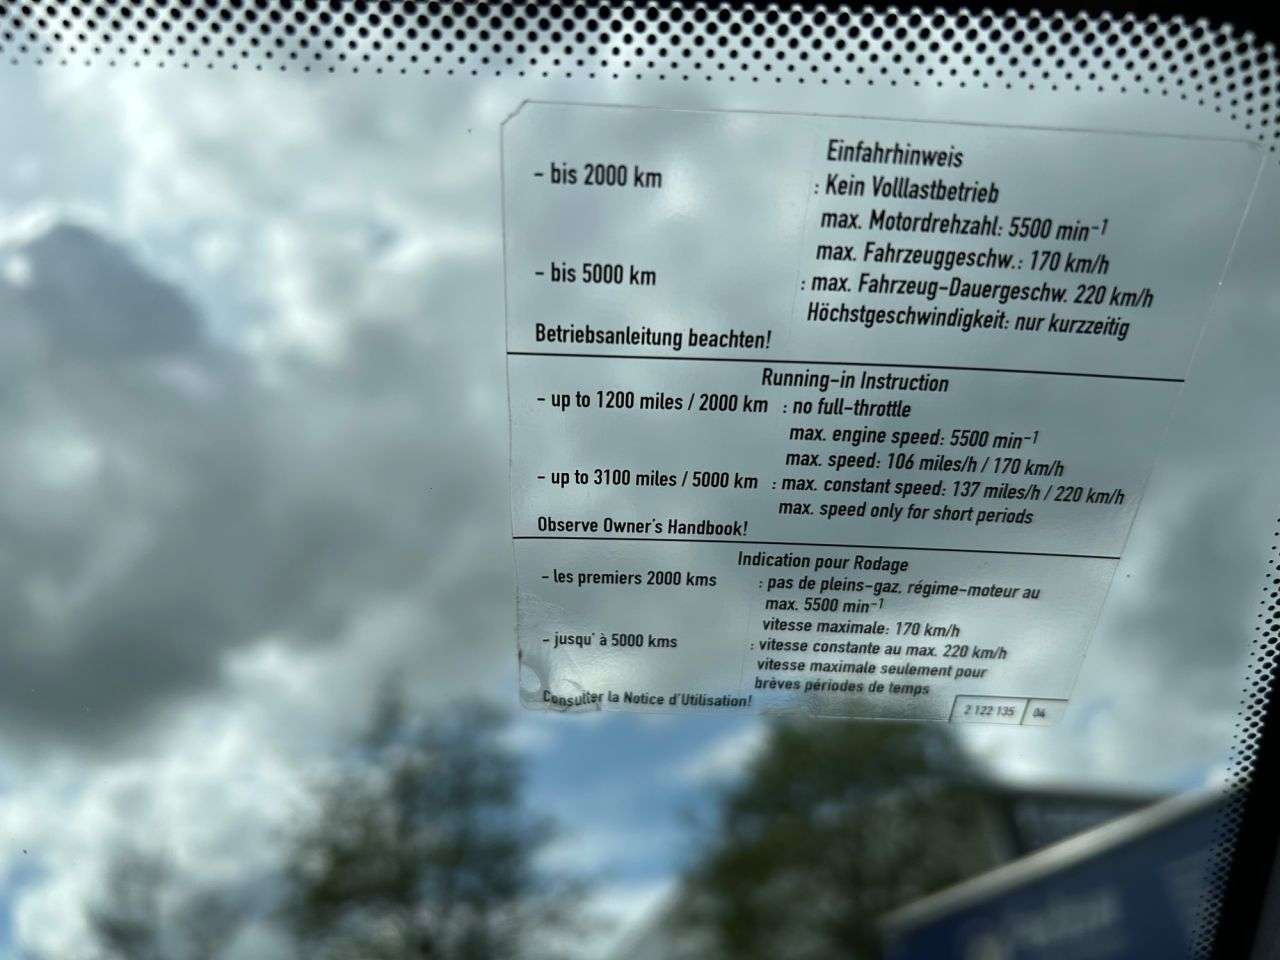 Einfahrhinweis
- bis 2000 km : Kein Volllastbetrieb
max. Motordrehzahl: 5500 min-1
max. Fahrzeuggeschw.: 170 km/h
- bis 5000 km : max. Fahrzeug-Dauergeschw. 220 km/h
Höchstgeschwindigkeit: nur kurzzeitig
Betriebsanleitung beachten!
Running-in Instruction
- up to 1200 miles / 2000 km : no full-throttle
max. engine speed: 5500 min-1
max. speed: 106 miles/h / 170 km/h
- up to 3100 miles / 5000 km : max. constant speed: 137 miles/h / 220 km/h
max. speed only for short periods
Observe Owner's Handbook!
Indication pour Rodage
- les premiers 2000 kms : pas de pleins-gaz. régime-moteur au
max. 5500 min-1
vitesse maximale: 170 km/h
- jusqu' à 5000 kms : vitesse constante au max. 220 km/h
vitesse maximale seulement pour
brèves périodes de temps
Consulter la Notice d'Utilisation!
2 122 135 04